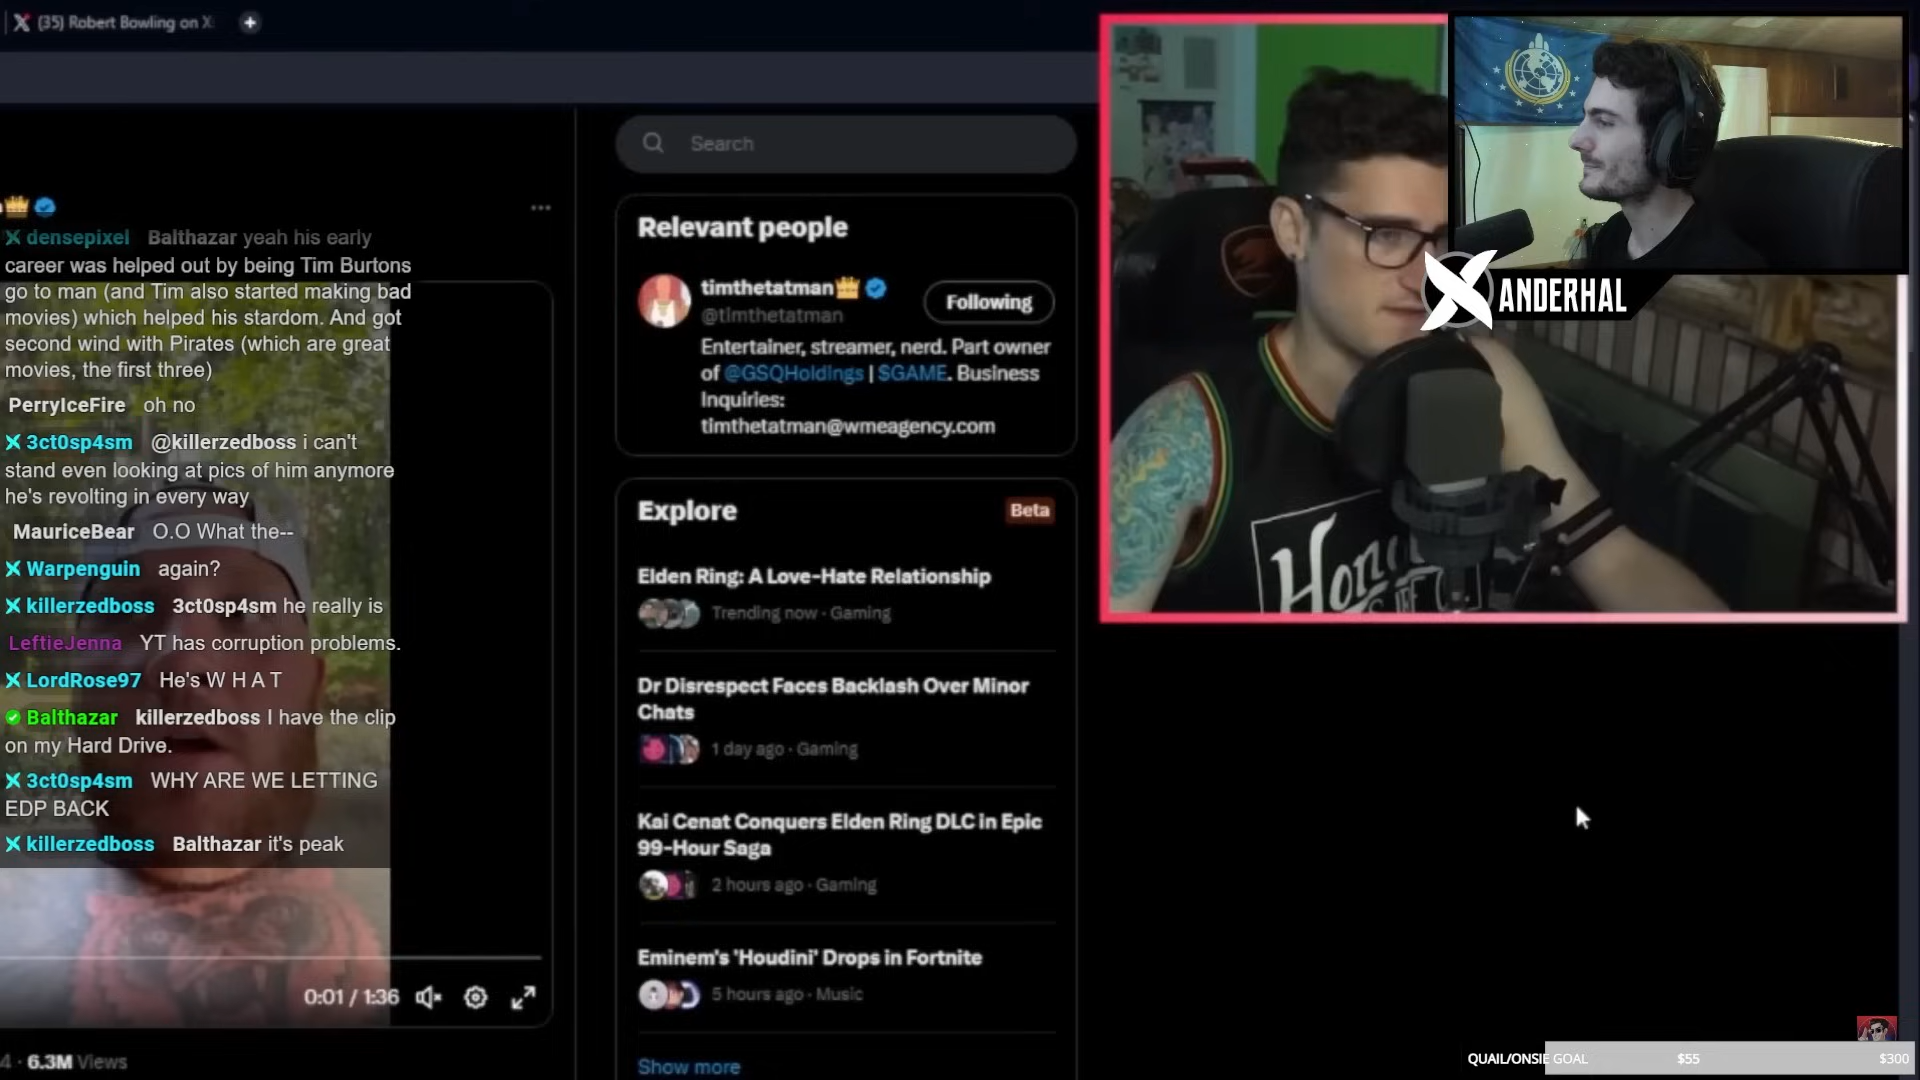 (35) Robert Bowling on X
Search
Relevant people
timthetatman
@timthetatman
Following
Entertainer, streamer, nerd. Part owner
of @GSQHoldings | $GAME. Business
Inquiries:
timthetatman@wmeagency.com
Explore
Beta
Elden Ring: A Love-Hate Relationship
Trending now · Gaming
Dr Disrespect Faces Backlash Over Minor
Chats
1 day ago · Gaming
Kai Cenat Conquers Elden Ring DLC in Epic
99-Hour Saga
2 hours ago · Gaming
Eminem's 'Houdini' Drops in Fortnite
5 hours ago · Music
Show more
densepixel Balthazar yeah his early
career was helped out by being Tim Burtons
go to man (and Tim also started making bad
movies) which helped his stardom. And got
second wind with Pirates (which are great
movies, the first three)
PerryIceFire oh no
3ct0sp4sm @killerzedboss i can't
stand even looking at pics of him anymore
he's revolting in every way
MauriceBear O.O What the--
Warpenguin again?
killerzedboss 3ct0sp4sm he really is
LeftieJenna YT has corruption problems.
LordRose97 He's W H A T
Balthazar killerzedboss I have the clip
on my Hard Drive.
3ct0sp4sm WHY ARE WE LETTING
EDP BACK
killerzedboss Balthazar it's peak
0:01 / 1:36
4 · 6.3M Views
XANDERHAL
QUAIL/ONSIE GOAL $55 $300